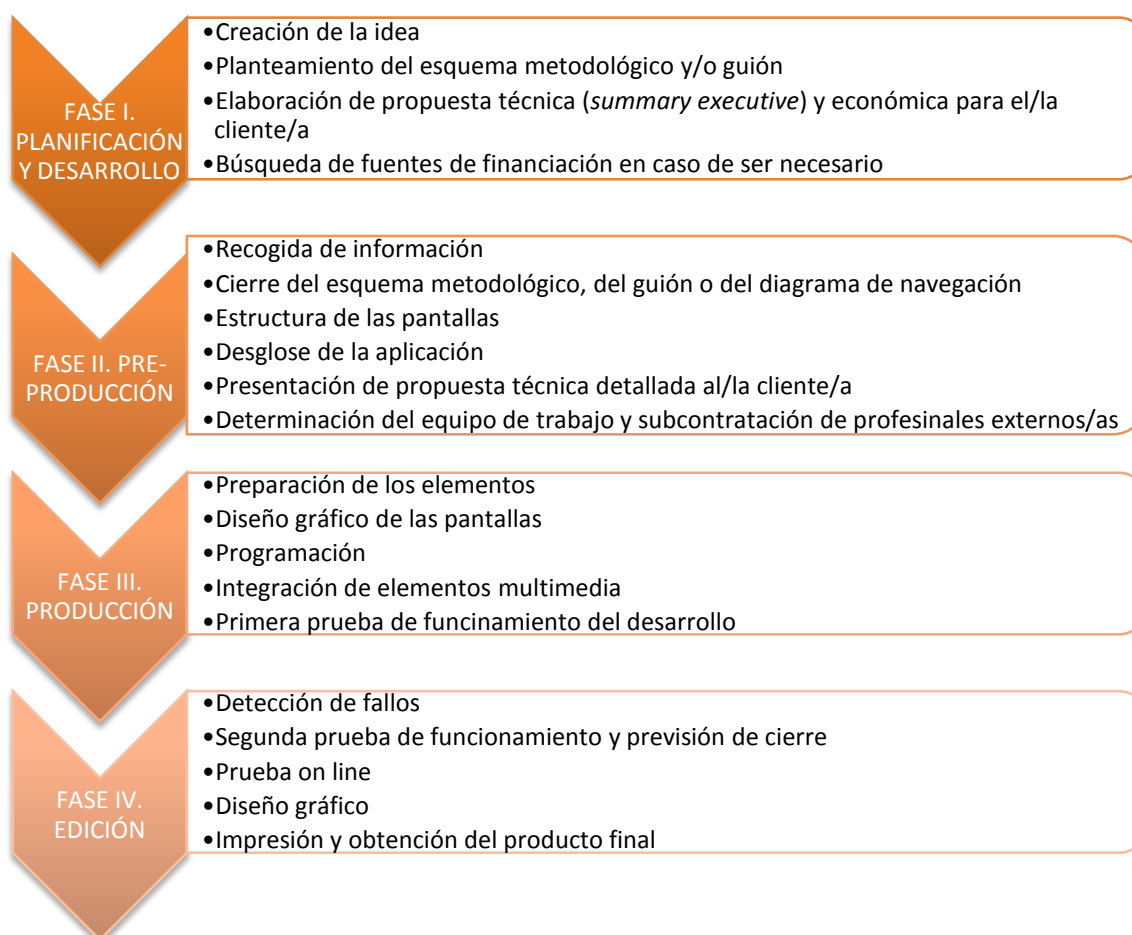 FASE I.
PLANIFICACIÓN
Y DESARROLLO
•Creación de la idea
•Planteamiento del esquema metodológico y/o guión
•Elaboración de propuesta técnica (summary executive) y económica para el/la
cliente/a
•Búsqueda de fuentes de financiación en caso de ser necesario
FASE II. PRE-
PRODUCCIÓN
•Recogida de información
•Cierre del esquema metodológico, del guión o del diagrama de navegación
•Estructura de las pantallas
•Desglose de la aplicación
•Presentación de propuesta técnica detallada al/la cliente/a
•Determinación del equipo de trabajo y subcontratación de profesinales externos/as
FASE III.
PRODUCCIÓN
•Preparación de los elementos
•Diseño gráfico de las pantallas
•Programación
•Integración de elementos multimedia
•Primera prueba de funcinamiento del desarrollo
FASE IV.
EDICIÓN
•Detección de fallos
•Segunda prueba de funcionamiento y previsión de cierre
•Prueba on line
•Diseño gráfico
•Impresión y obtención del producto final